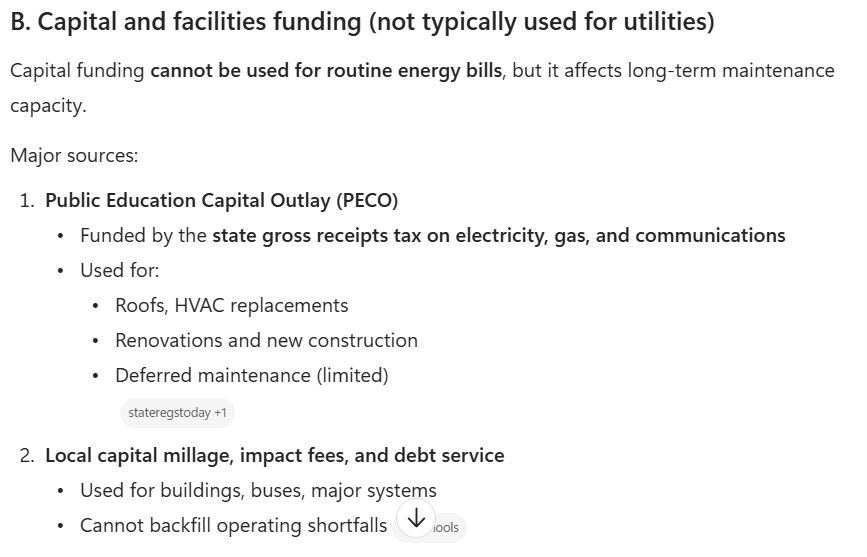 B. Capital and facilities funding (not typically used for utilities)
Capital funding cannot be used for routine energy bills, but it affects long-term maintenance
capacity.
Major sources:
1. Public Education Capital Outlay (PECO)
• Funded by the state gross receipts tax on electricity, gas, and communications
• Used for:
• Roofs, HVAC replacements
• Renovations and new construction
• Deferred maintenance (limited)
stateregstoday +1
2. Local capital millage, impact fees, and debt service
• Used for buildings, buses, major systems
• Cannot backfill operating shortfalls